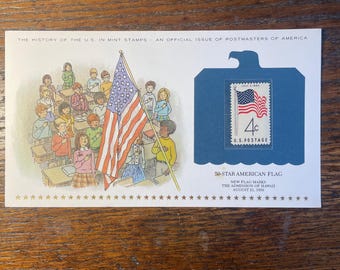 THE HISTORY OF THE U.S. IN MINT STAMPS – AN OFFICIAL ISSUE OF POSTMASTERS OF AMERICA
4¢
U.S. POSTAGE
50-STAR AMERICAN FLAG
NEW FLAG MARKS
THE ADMISSION OF HAWAII
AUGUST 21, 1959